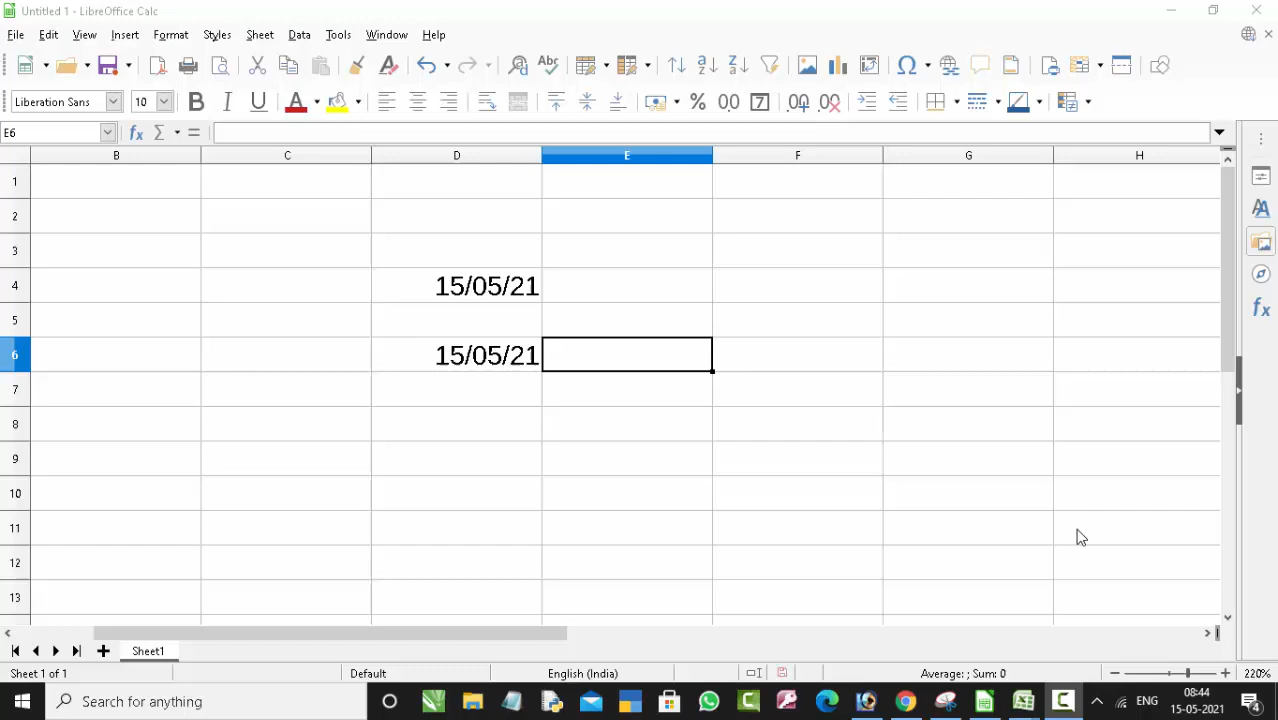 Untitled 1 - LibreOffice Calc
File Edit View Insert Format Styles Sheet Data Tools Window Help
Liberation Sans 10
E6
B C D E F G H
1
2
3
4 15/05/21
5
6 15/05/21
7
8
9
10
11
12
13
Sheet1
Sheet 1 of 1 Default English (India) Average: ; Sum: 0 220%
Search for anything
ENG
08:44
15-05-2021
4